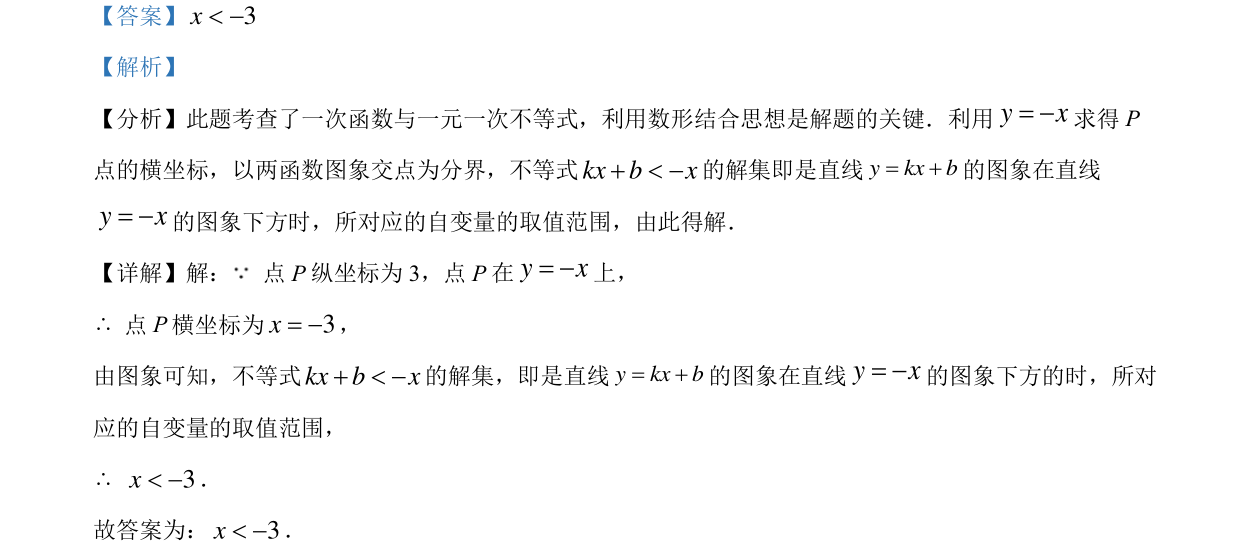 【答案】x < −3
【解析】
【分析】此题考查了一次函数与一元一次不等式，利用数形结合思想是解题的关键．利用 y = −x 求得 P
点的横坐标，以两函数图象交点为分界，不等式 kx + b < −x 的解集即是直线 y = kx + b 的图象在直线
y = −x 的图象下方时，所对应的自变量的取值范围，由此得解．
【详解】解：∵ 点 P 纵坐标为 3，点 P 在 y = −x 上，
∴ 点 P 横坐标为 x = −3，
由图象可知，不等式 kx + b < −x 的解集，即是直线 y = kx + b 的图象在直线 y = −x 的图象下方的时，所对
应的自变量的取值范围，
∴ x < −3．
故答案为：x < −3．